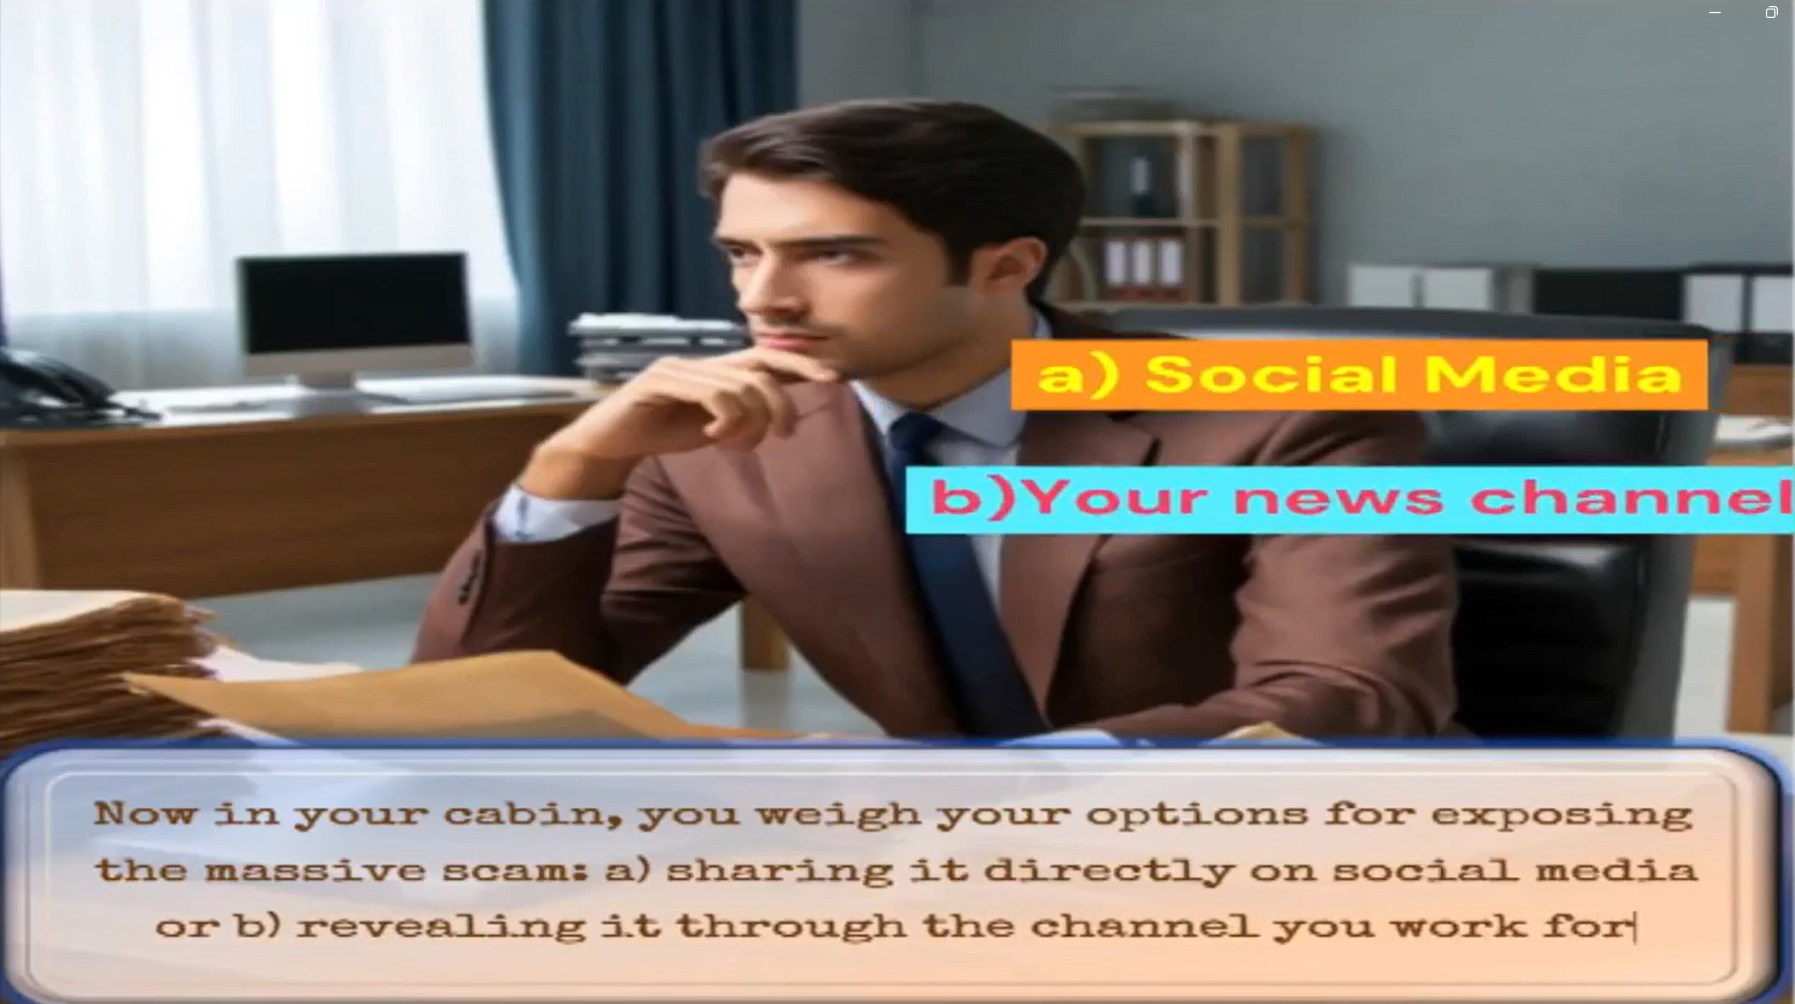 a) Social Media
b)Your news channel
Now in your cabin, you weigh your options for exposing
the massive scam: a) sharing it directly on social media
or b) revealing it through the channel you work for